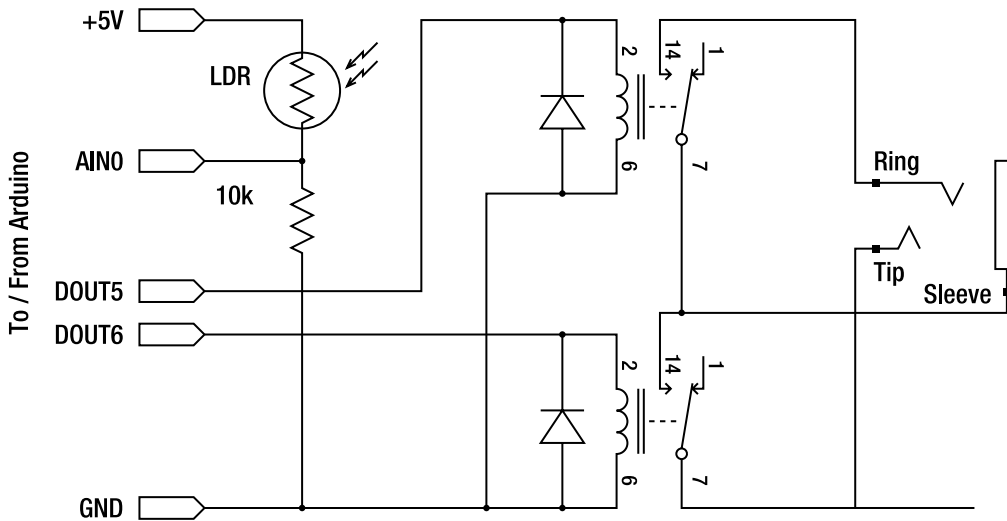 +5V
LDR
AIN0
10k
DOUT5
DOUT6
GND
To / From Arduino
2
14
1
6
7
2
14
1
6
7
Ring
Tip
Sleeve